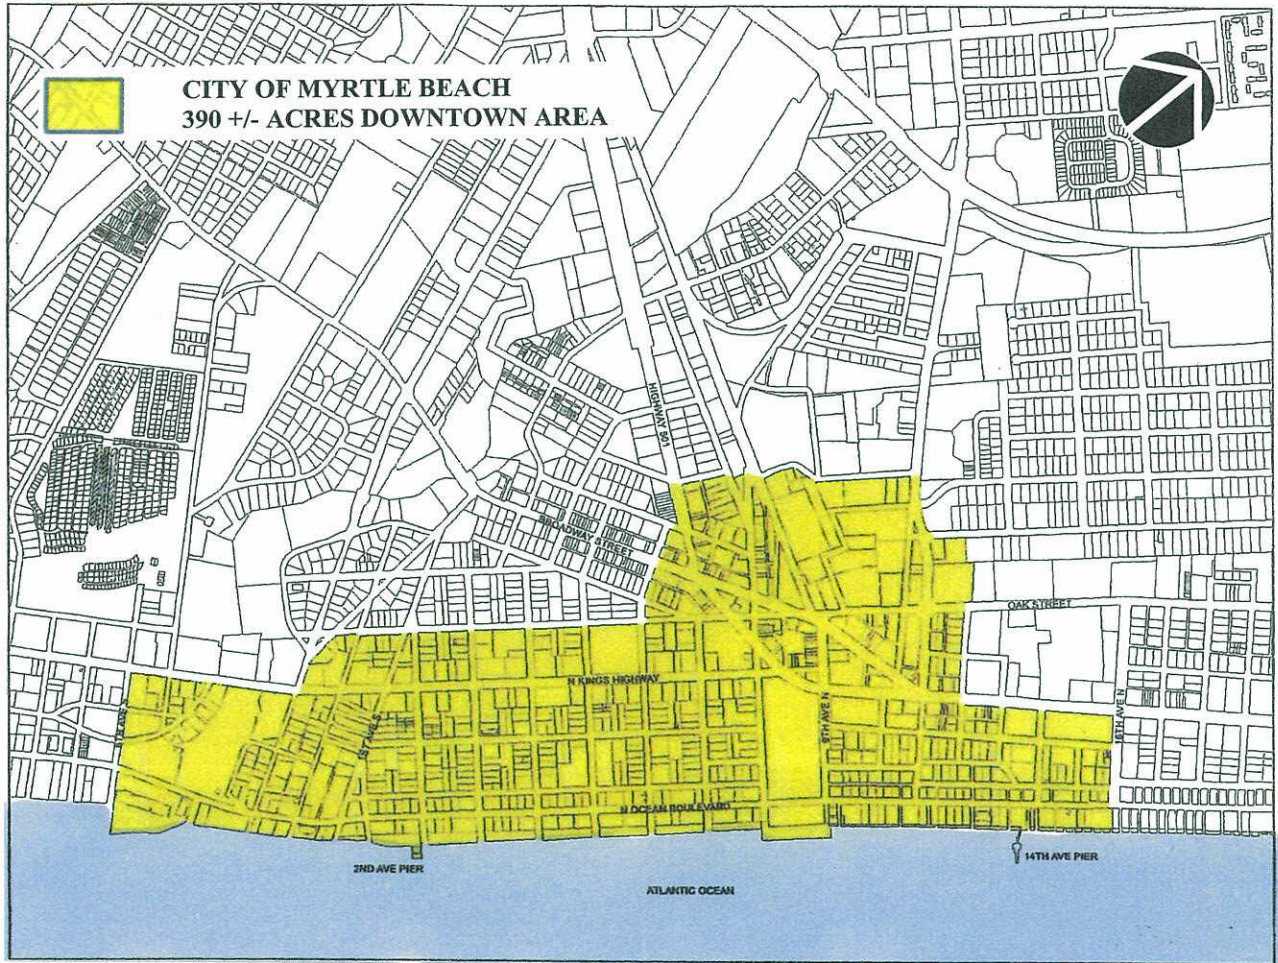 CITY OF MYRTLE BEACH
390 +/- ACRES DOWNTOWN AREA
HIGHWAY 501
BROADWAY STREET
OAK STREET
N KINGS HIGHWAY
AVE S
1ST AVE S
9TH AVE N
16TH AVE N
N OCEAN BOULEVARD
2ND AVE PIER
14TH AVE PIER
ATLANTIC OCEAN